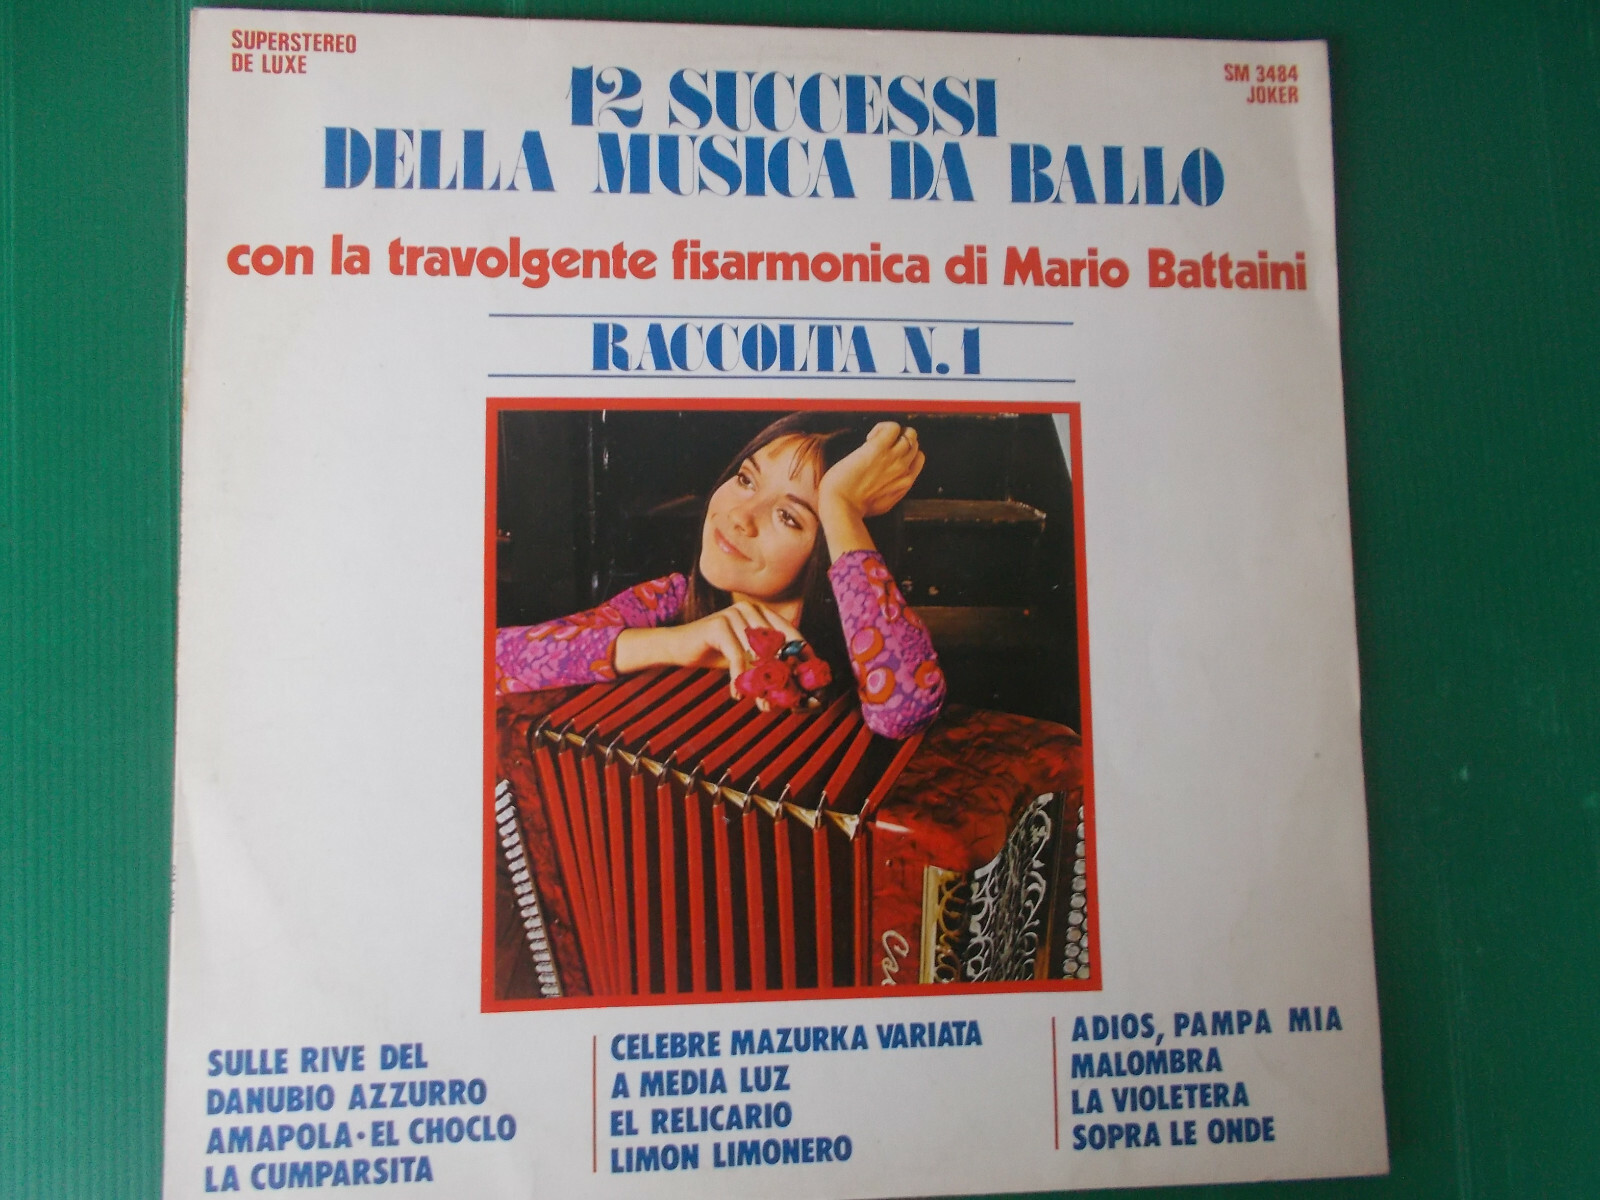 SUPERSTEREO
DE LUXE
SM 3484
JOKER
12 SUCCESSI
DELLA MUSICA DA BALLO
con la travolgente fisarmonica di Mario Battaini
RACCOLTA N.1
SULLE RIVE DEL
DANUBIO AZZURRO
AMAPOLA·EL CHOCLO
LA CUMPARSITA
CELEBRE MAZURKA VARIATA
A MEDIA LUZ
EL RELICARIO
LIMON LIMONERO
ADIOS, PAMPA MIA
MALOMBRA
LA VIOLETERA
SOPRA LE ONDE